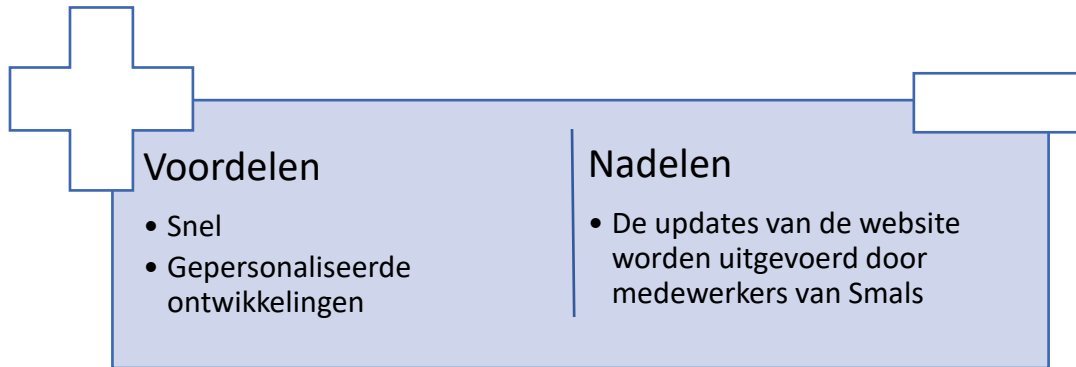 Voordelen
• Snel
• Gepersonaliseerde
ontwikkelingen
Nadelen
• De updates van de website
worden uitgevoerd door
medewerkers van Smals